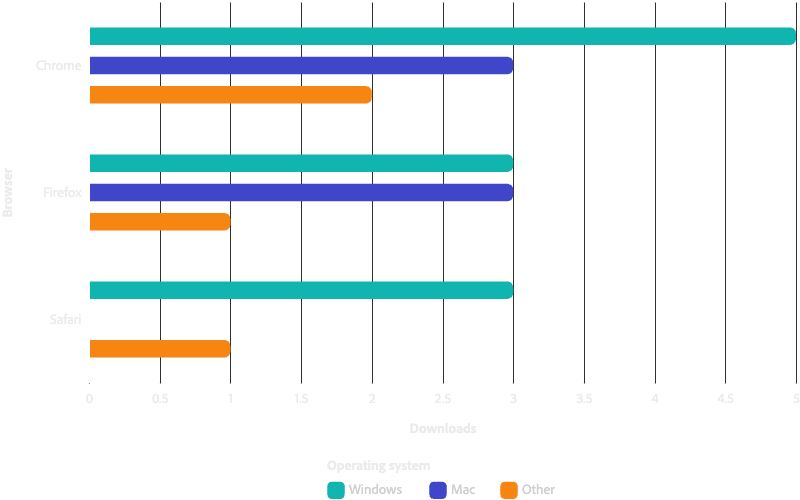 Browser
Chrome
Firefox
Safari
0 0.5 1 1.5 2 2.5 3 3.5 4 4.5 5
Downloads
Operating system
Windows Mac Other